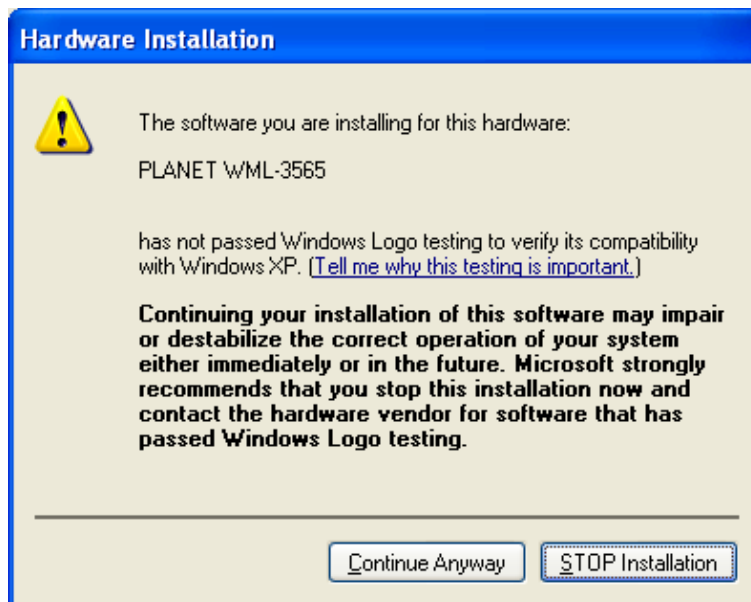 Hardware Installation
The software you are installing for this hardware:
PLANET WML-3565
has not passed Windows Logo testing to verify its compatibility
with Windows XP. (Tell me why this testing is important.)
Continuing your installation of this software may impair
or destabilize the correct operation of your system
either immediately or in the future. Microsoft strongly
recommends that you stop this installation now and
contact the hardware vendor for software that has
passed Windows Logo testing.
Continue Anyway STOP Installation